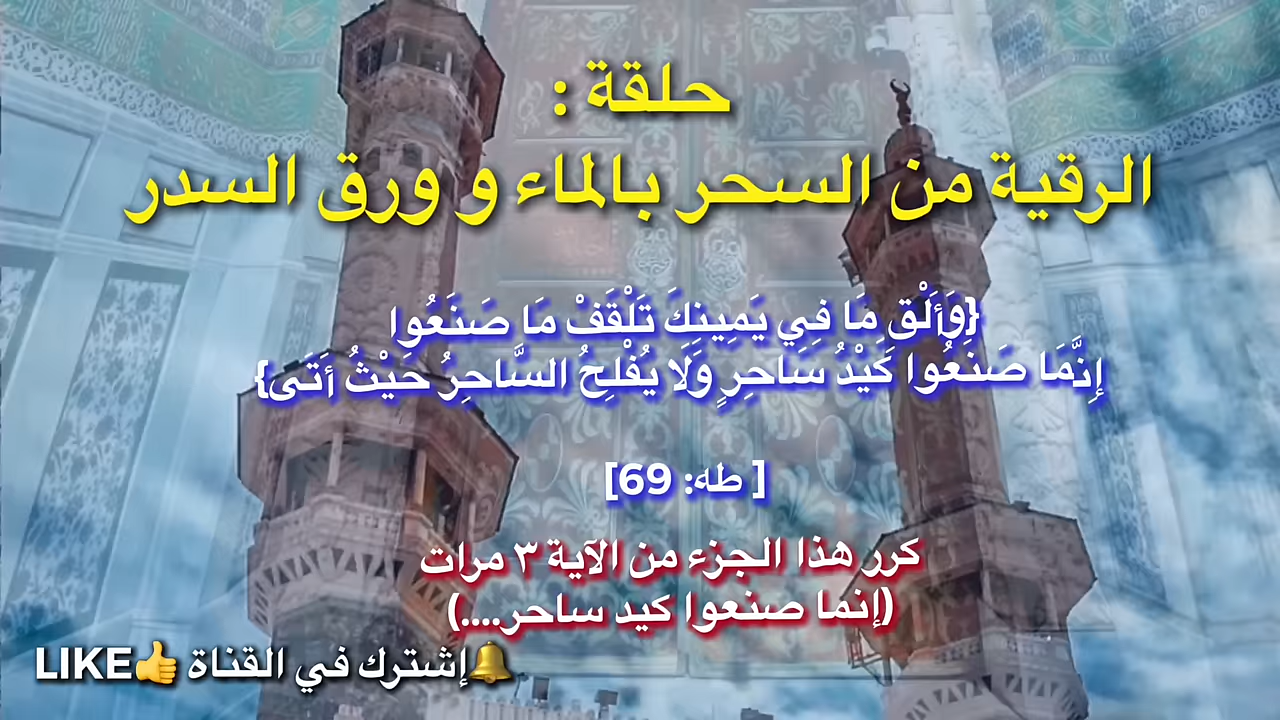 حلقة :
الرقية من السحر بالماء و ورق السدر
{وَأَلْقِ مَا فِي يَمِينِكَ تَلْقَفْ مَا صَنَعُوا
إِنَّمَا صَنَعُوا كَيْدُ سَاحِرٍ وَلَا يُفْلِحُ السَّاحِرُ حَيْثُ أَتَى}
[ طه: 69]
كرر هذا الجزء من الآية ٣ مرات
(إنما صنعوا كيد ساحر....)
🔔إشترك في القناة 👍LIKE